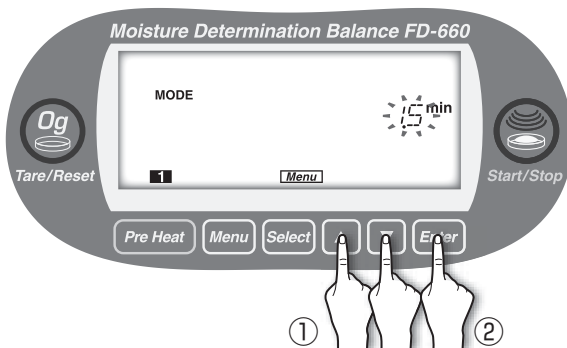 Moisture Determination Balance FD-660
MODE
15 min
0g
Tare/Reset
Start/Stop
1
Menu
Pre Heat Menu Select ▲ ▼ Enter
① ②